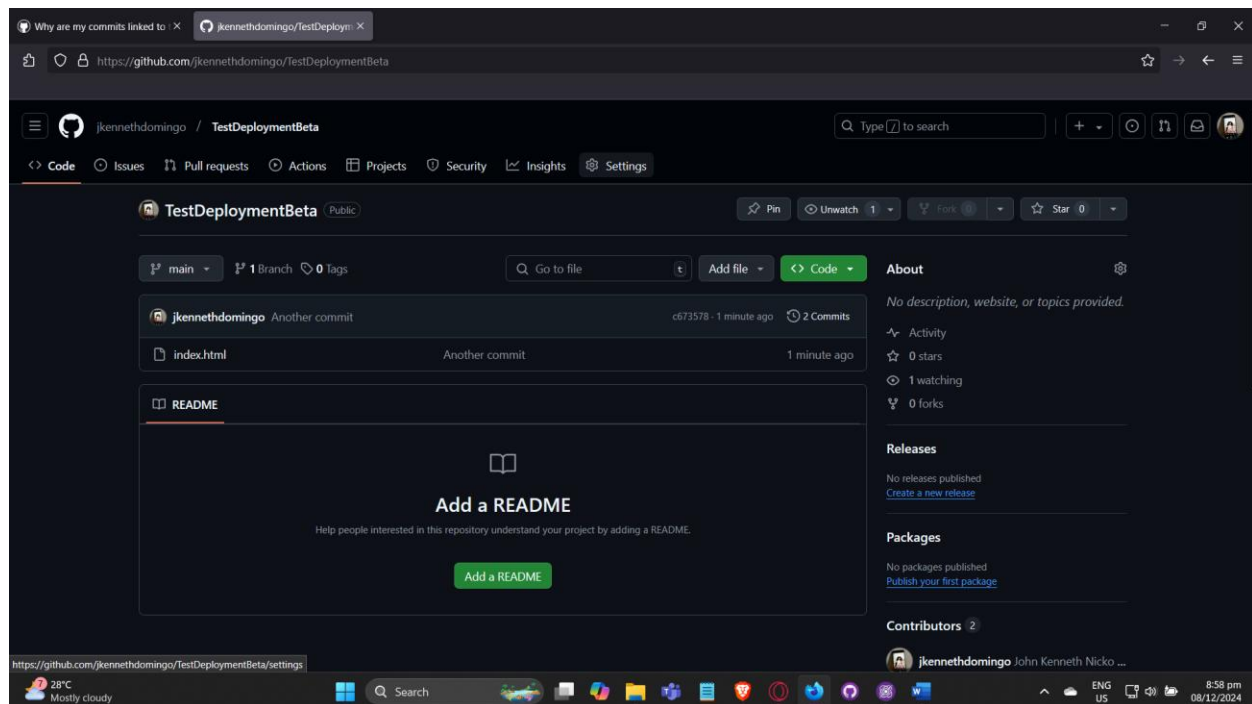 Why are my commits linked to
jkennethdomingo/TestDeploym
https://github.com/jkennethdomingo/TestDeploymentBeta
jkennethdomingo / TestDeploymentBeta
Type / to search
Code Issues Pull requests Actions Projects Security Insights Settings
TestDeploymentBeta Public
Pin Unwatch 1 Fork 0 Star 0
main 1 Branch 0 Tags
Go to file t Add file Code
jkennethdomingo Another commit c673578 · 1 minute ago 2 Commits
index.html Another commit 1 minute ago
README
Add a README
Help people interested in this repository understand your project by adding a README.
Add a README
About
No description, website, or topics provided.
Activity
0 stars
1 watching
0 forks
Releases
No releases published
Create a new release
Packages
No packages published
Publish your first package
Contributors 2
jkennethdomingo John Kenneth Nicko ...
https://github.com/jkennethdomingo/TestDeploymentBeta/settings
7
28°C
Mostly cloudy
Search
ENG
US
8:58 pm
08/12/2024